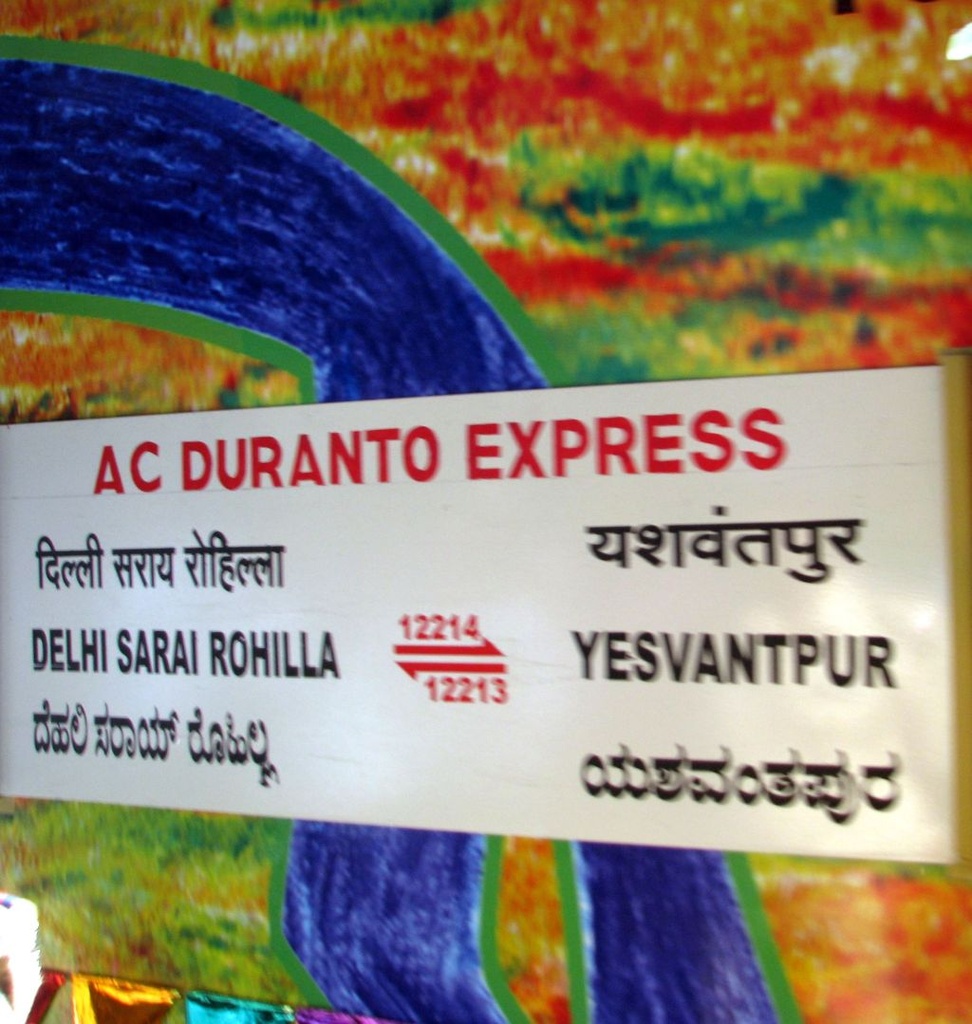 AC DURANTO EXPRESS
दिल्ली सराय रोहिल्ला
यशवंतपुर
DELHI SARAI ROHILLA
12214
12213
YESVANTPUR
ದೆಹಲಿ ಸರಾಯ್ ರೊಹಿಲ್ಲ
ಯಶವಂತಪುರ